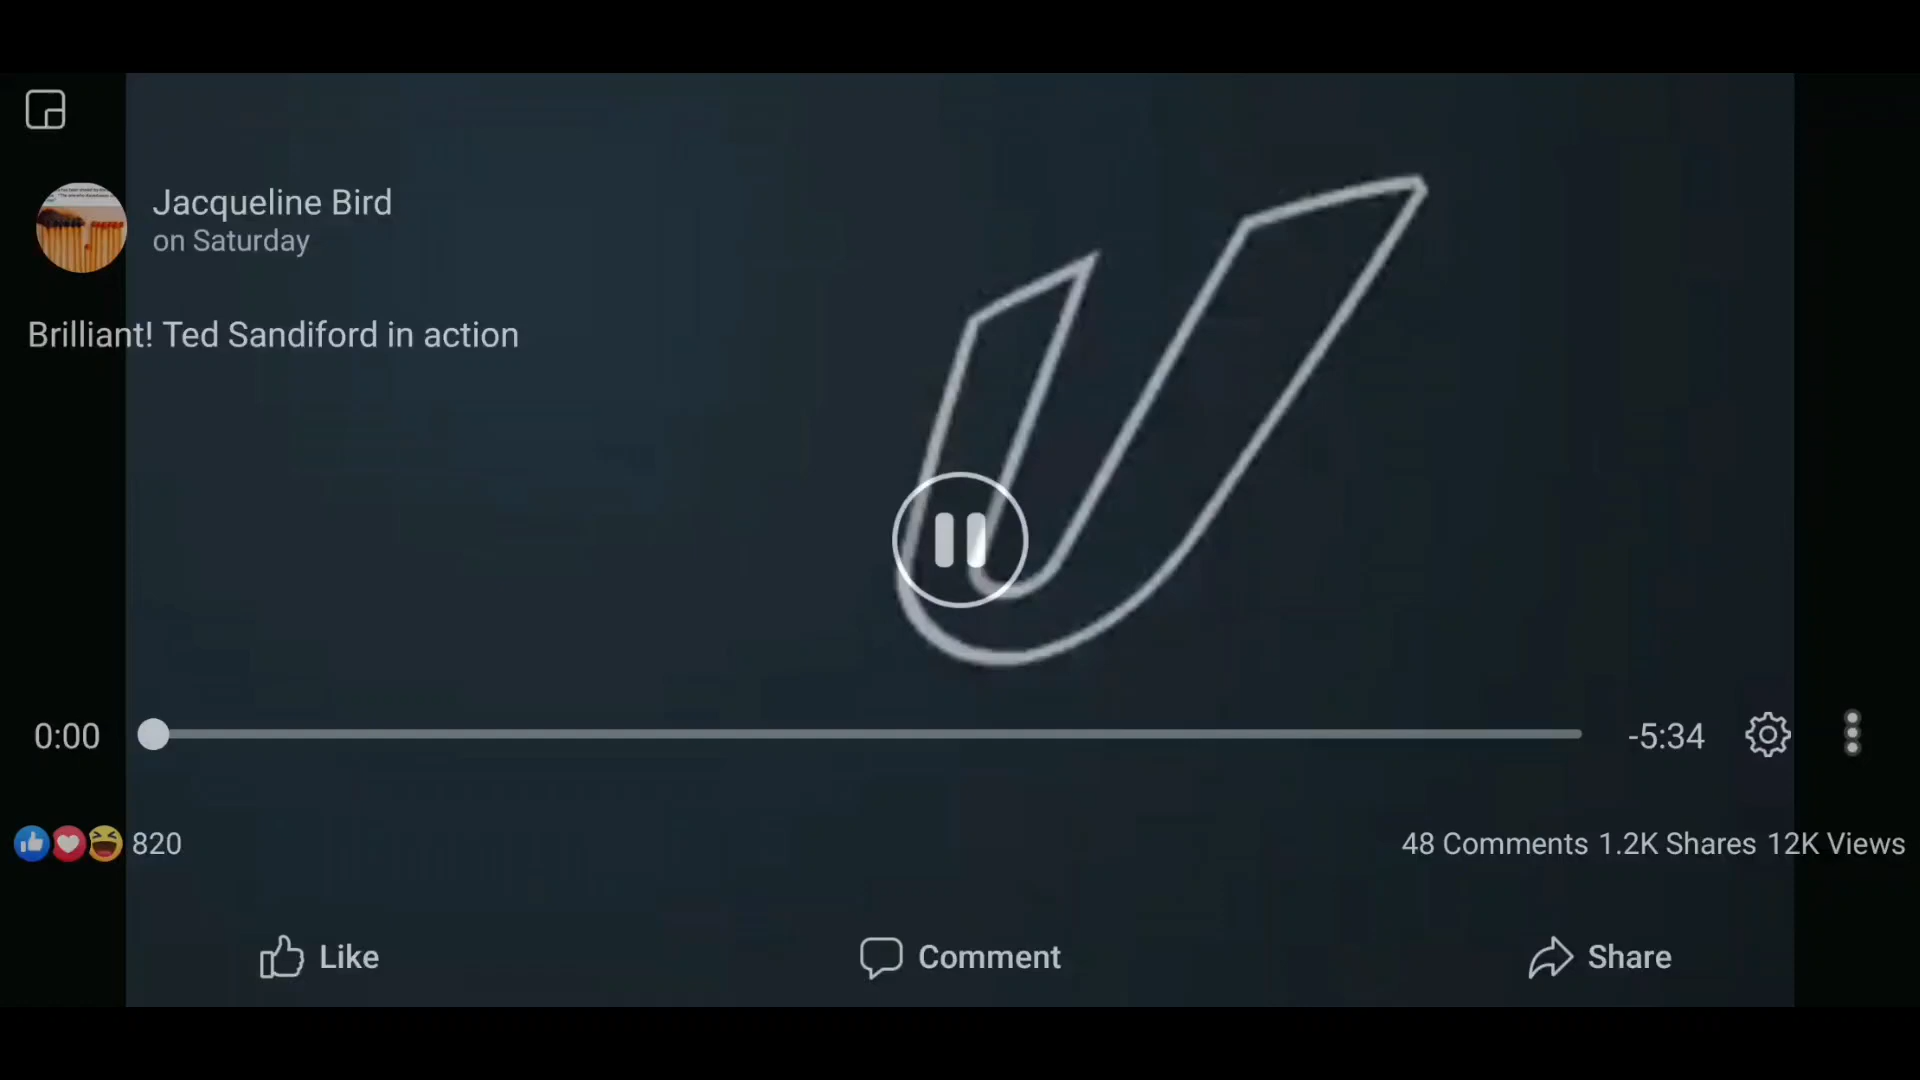 Jacqueline Bird
on Saturday
Brilliant! Ted Sandiford in action
0:00
-5:34
820
48 Comments 1.2K Shares 12K Views
Like
Comment
Share